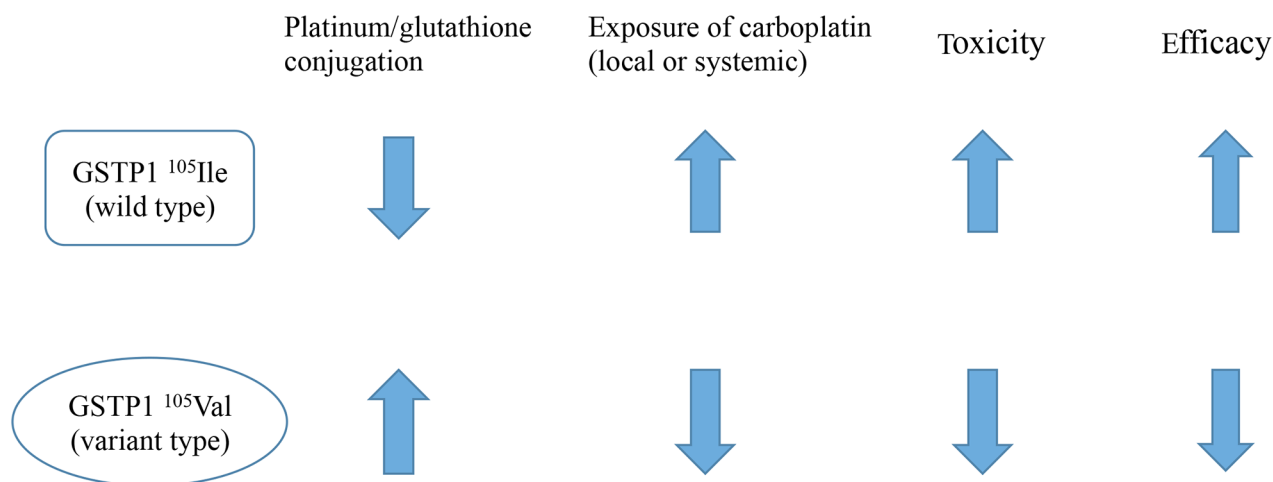 Platinum/glutathione
conjugation
Exposure of carboplatin
(local or systemic)
Toxicity
Efficacy
GSTP1 ¹⁰⁵Ile
(wild type)
GSTP1 ¹⁰⁵Val
(variant type)